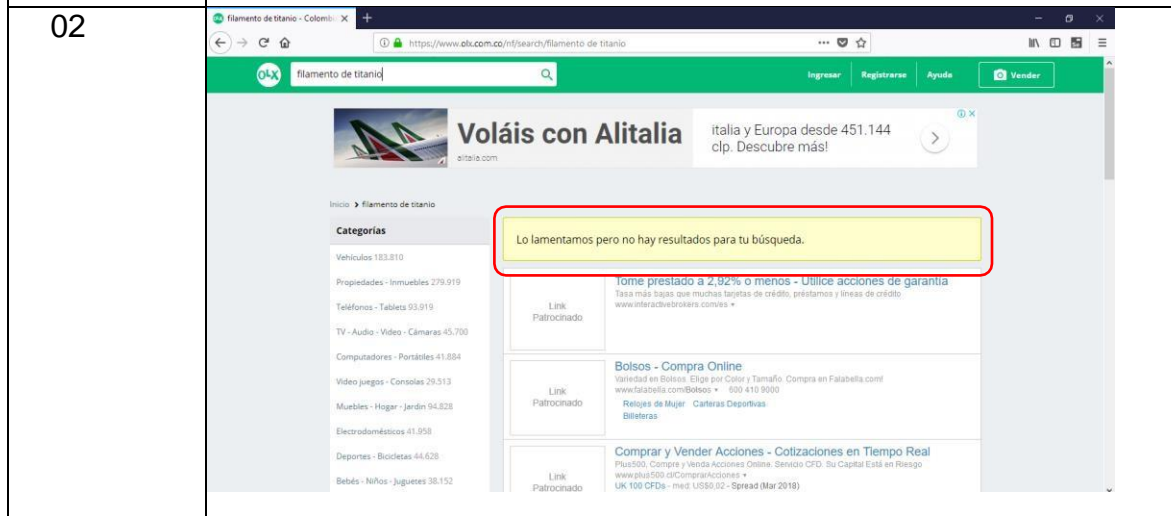 02
filamento de titanio - Colombi
https://www.olx.com.co/nf/search/filamento de titanio
OLX
filamento de titanio
Ingresar Registrarse Ayuda Vender
Voláis con Alitalia
alitalia.com
italia y Europa desde 451.144
clp. Descubre más!
Inicio > filamento de titanio
Categorías
Vehículos 183.810
Propiedades - Inmuebles 279.919
Teléfonos - Tablets 93.919
TV - Audio - Video - Cámaras 45.700
Computadores - Portátiles 41.884
Video juegos - Consolas 29.513
Muebles - Hogar - Jardin 94.828
Electrodomésticos 41.958
Deportes - Bicicletas 44.628
Bebés - Niños - Juguetes 38.152
Lo lamentamos pero no hay resultados para tu búsqueda.
Link
Patrocinado
Tome prestado a 2,92% o menos - Utilice acciones de garantía
Tasa más bajas que muchas tarjetas de crédito, préstamos y líneas de crédito
www.interactivebrokers.com/es
Link
Patrocinado
Bolsos - Compra Online
Variedad en Bolsos. Elige por Color y Tamaño. Compra en Falabella.com!
www.falabella.com/Bolsos 600 410 9000
Relojes de Mujer Carteras Deportivas
Billeteras
Link
Patrocinado
Comprar y Vender Acciones - Cotizaciones en Tiempo Real
Plus500. Compre y Venda Acciones Online. Servicio CFD. Su Capital Está en Riesgo
www.plus500.cl/ComprarAcciones
UK 100 CFDs - med: US$0,02 - Spread (Mar 2018)